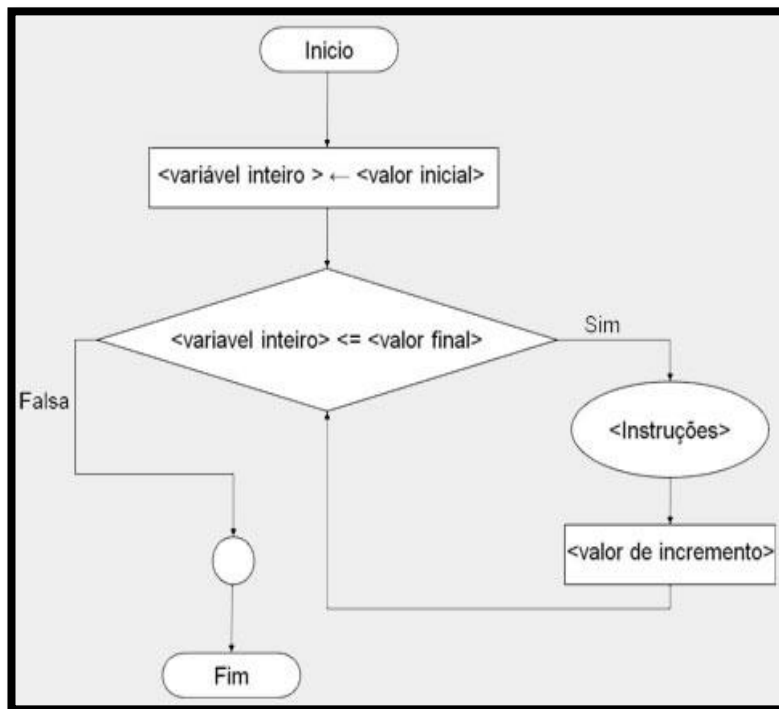 Inicio
<variável inteiro > ← <valor inicial>
<variavel inteiro> <= <valor final>
Sim
Falsa
<Instruções>
<valor de incremento>
Fim